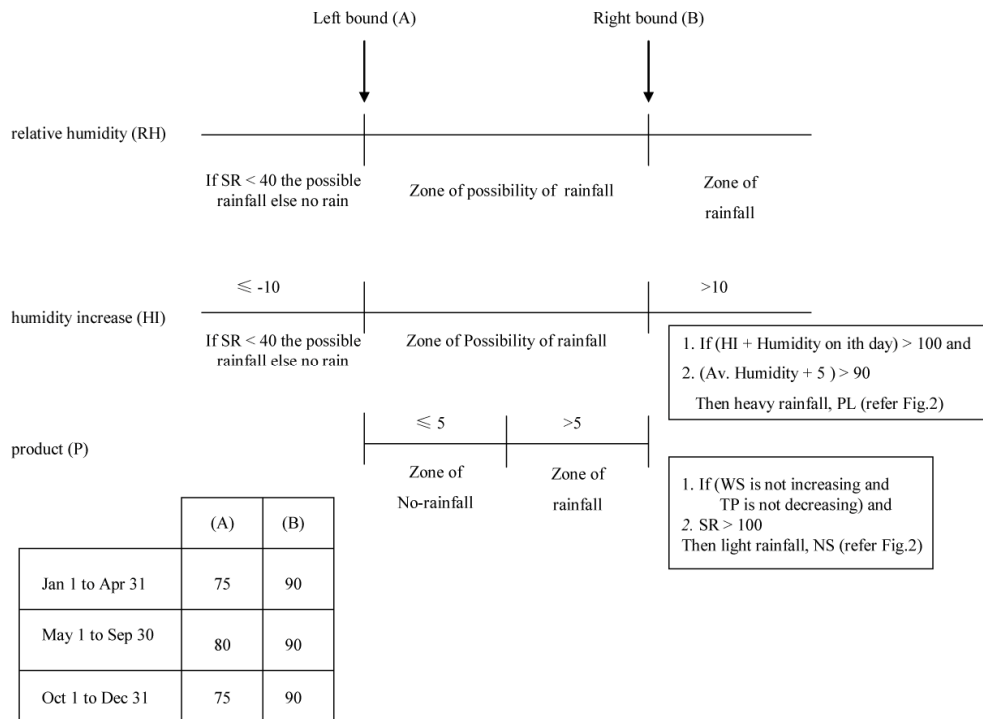 Left bound (A)
Right bound (B)
relative humidity (RH)
If SR < 40 the possible
rainfall else no rain
Zone of possibility of rainfall
Zone of
rainfall
≤ -10
>10
humidity increase (HI)
If SR < 40 the possible
rainfall else no rain
Zone of Possibility of rainfall
1. If (HI + Humidity on ith day) > 100 and
2. (Av. Humidity + 5 ) > 90
Then heavy rainfall, PL (refer Fig.2)
≤ 5
>5
product (P)
Zone of
No-rainfall
Zone of
rainfall
1. If (WS is not increasing and
TP is not decreasing) and
2. SR > 100
Then light rainfall, NS (refer Fig.2)
(A) (B)
Jan 1 to Apr 31 75 90
May 1 to Sep 30 80 90
Oct 1 to Dec 31 75 90